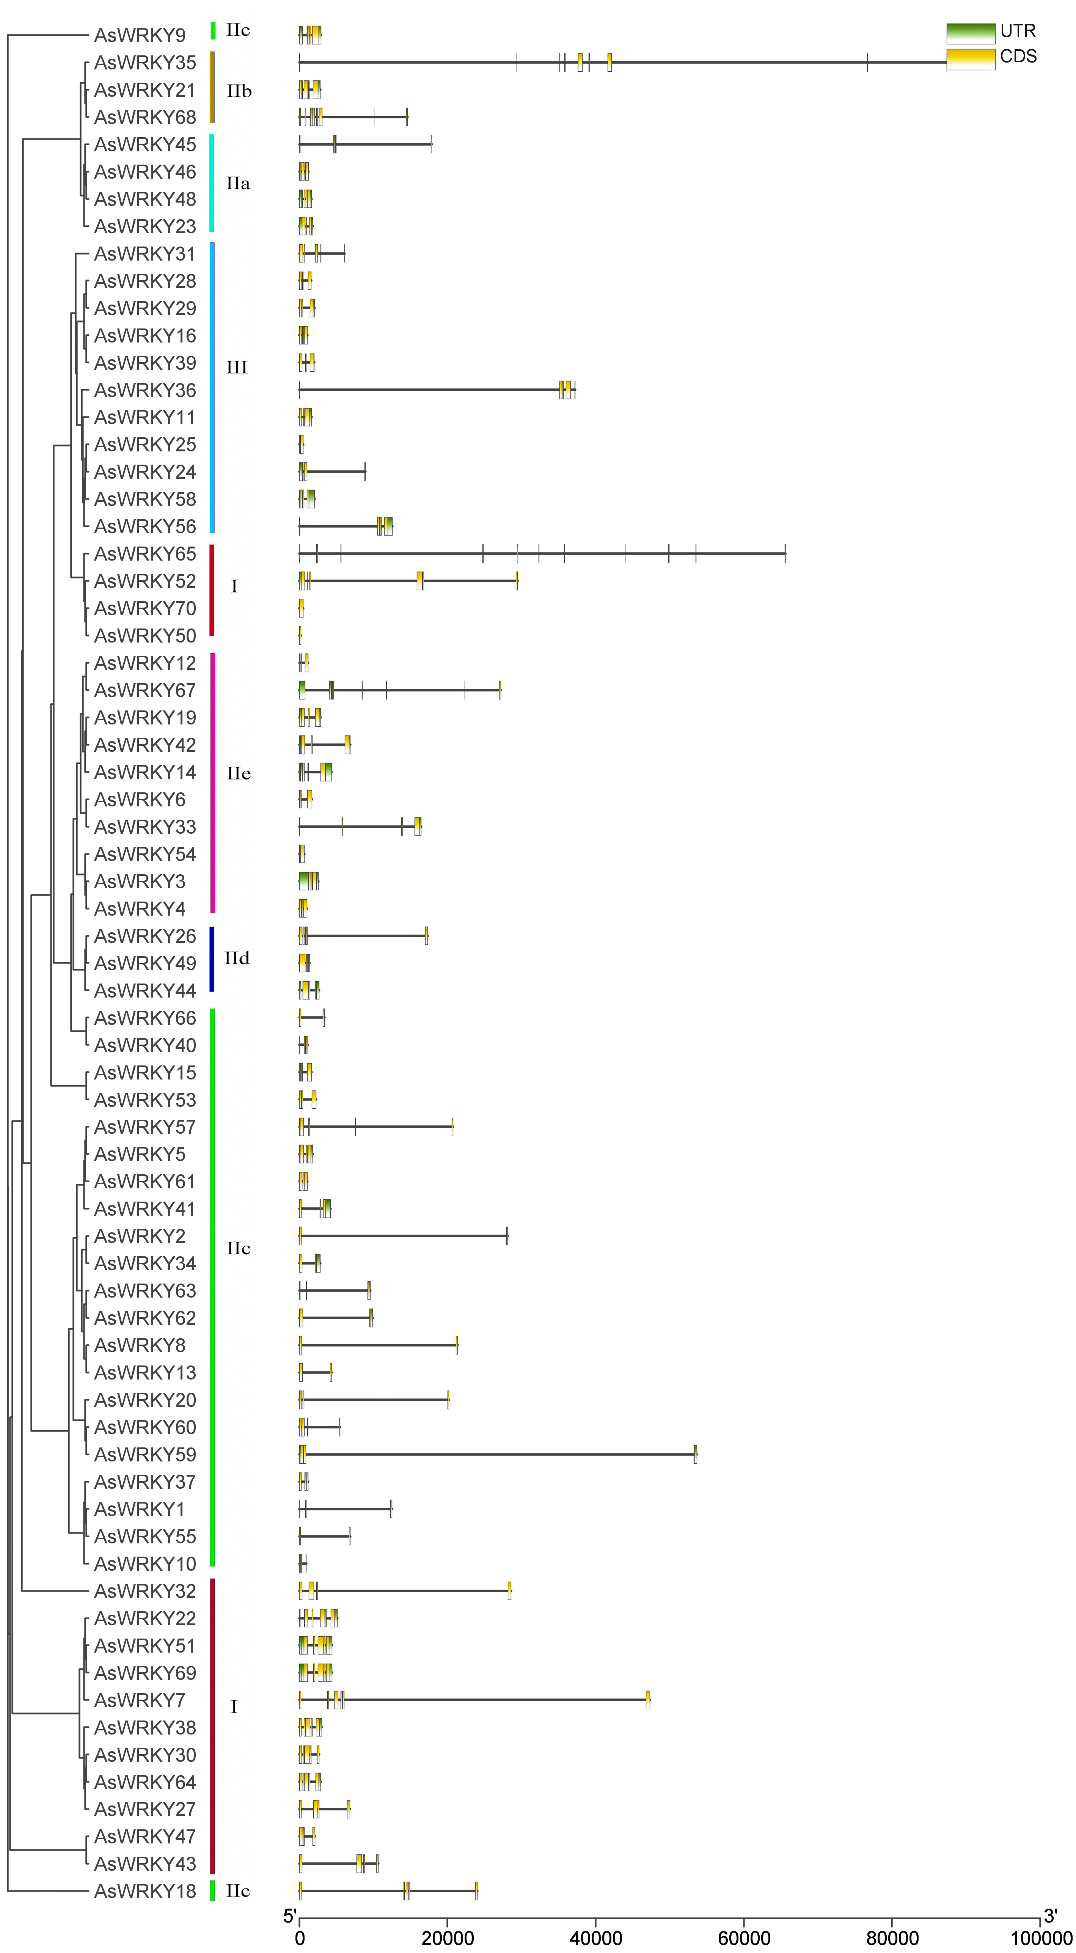 AsWRKY9 IIc UTR
AsWRKY35 CDS
AsWRKY21 IIb
AsWRKY68
AsWRKY45
AsWRKY46 IIa
AsWRKY48
AsWRKY23
AsWRKY31
AsWRKY28
AsWRKY29
AsWRKY16
AsWRKY39 III
AsWRKY36
AsWRKY11
AsWRKY25
AsWRKY24
AsWRKY58
AsWRKY56
AsWRKY65
AsWRKY52 I
AsWRKY70
AsWRKY50
AsWRKY12
AsWRKY67
AsWRKY19
AsWRKY42
AsWRKY14 IIe
AsWRKY6
AsWRKY33
AsWRKY54
AsWRKY3
AsWRKY4
AsWRKY26
AsWRKY49 IId
AsWRKY44
AsWRKY66
AsWRKY40
AsWRKY15
AsWRKY53
AsWRKY57
AsWRKY5
AsWRKY61
AsWRKY41
AsWRKY2 IIc
AsWRKY34
AsWRKY63
AsWRKY62
AsWRKY8
AsWRKY13
AsWRKY20
AsWRKY60
AsWRKY59
AsWRKY37
AsWRKY1
AsWRKY55
AsWRKY10
AsWRKY32
AsWRKY22
AsWRKY51
AsWRKY69
AsWRKY7 I
AsWRKY38
AsWRKY30
AsWRKY64
AsWRKY27
AsWRKY47
AsWRKY43
AsWRKY18 IIc
5' 3'
0 20000 40000 60000 80000 100000